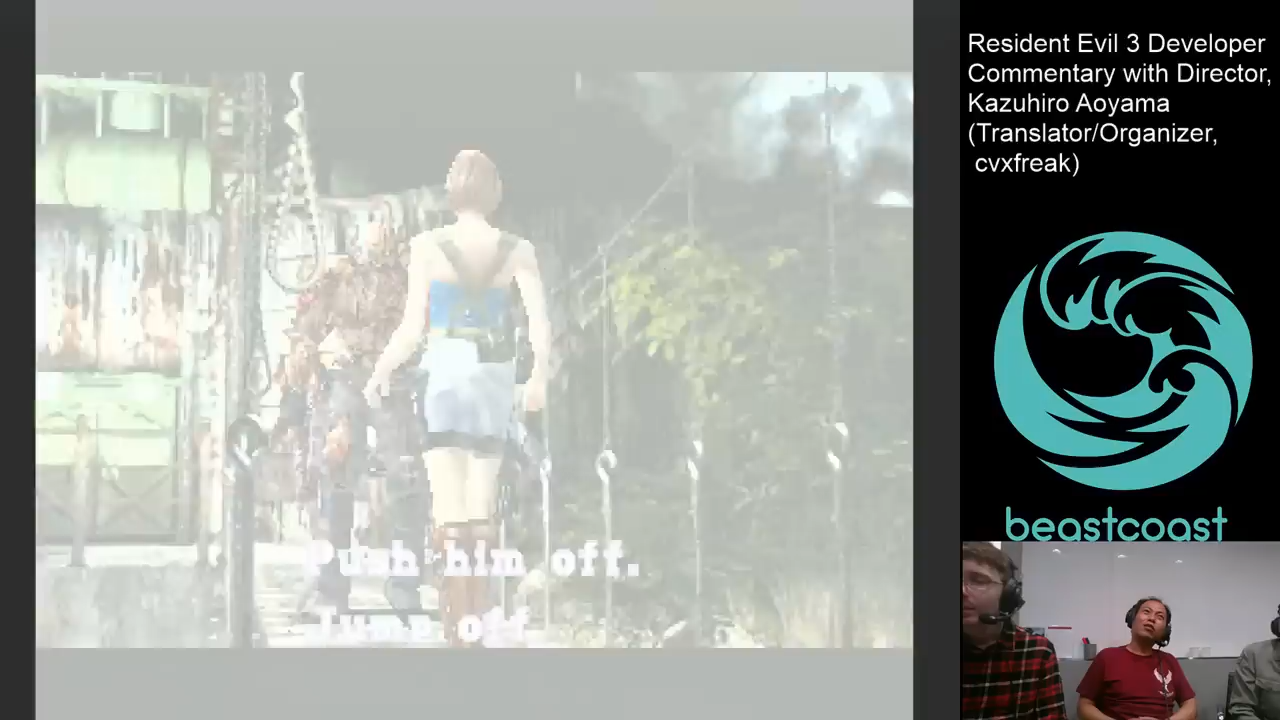 Resident Evil 3 Developer
Commentary with Director,
Kazuhiro Aoyama
(Translator/Organizer,
cvxfreak)
beastcoast
Push him off.
Jump off.